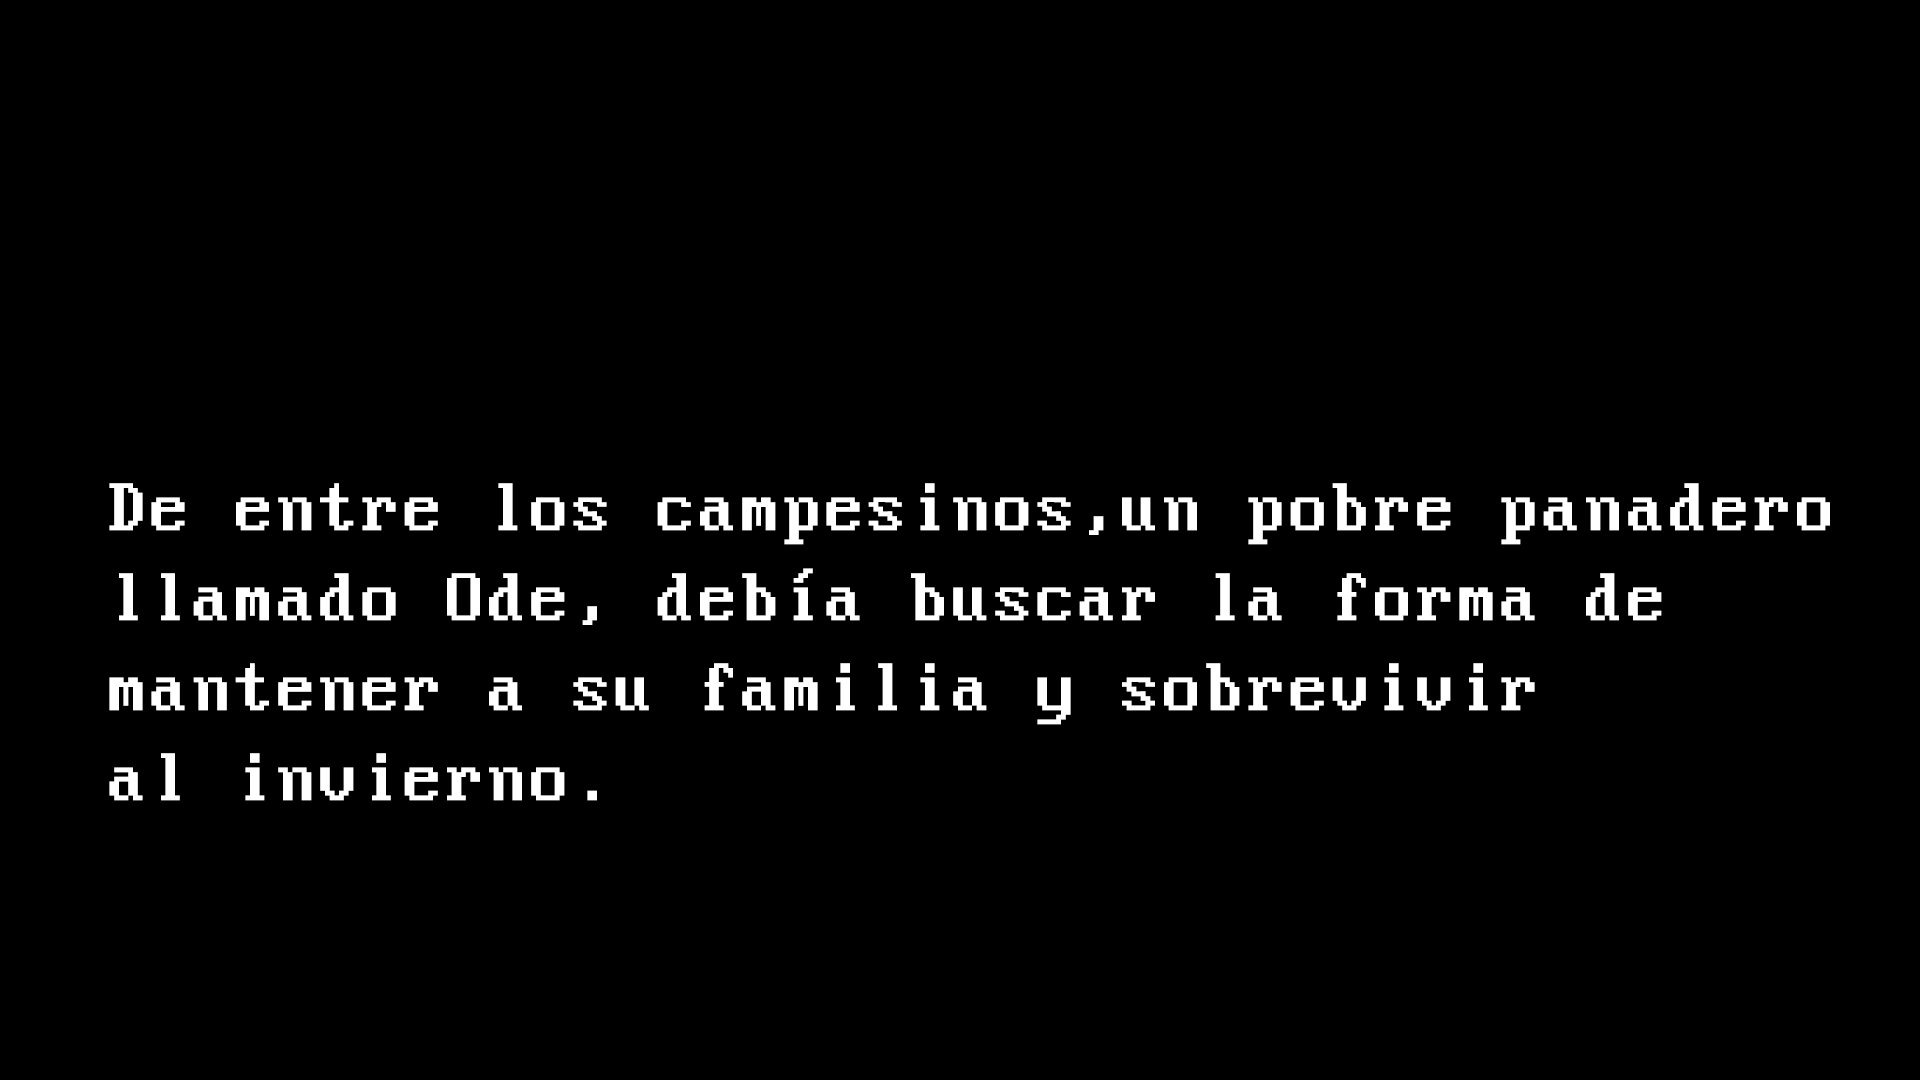 De entre los campesinos,un pobre panadero
llamado Ode, debía buscar la forma de
mantener a su familia y sobrevivir
al invierno.